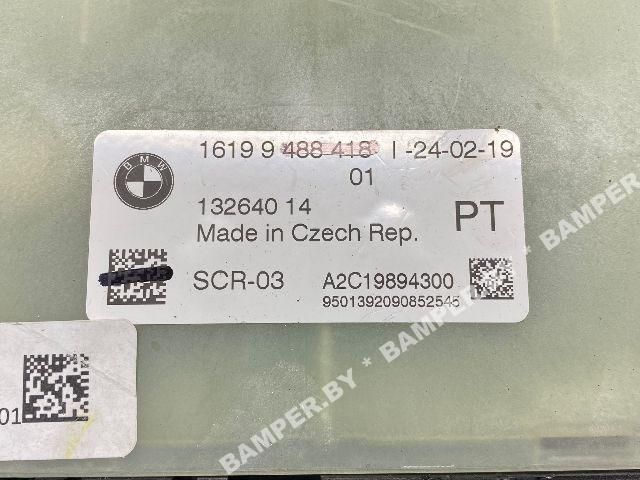 BMW
1619 9 488 418 I -24-02-19
01
132640 14
PT
Made in Czech Rep.
SCR-03 A2C19894300
9501392090852545
01
BAMPER.BY * BAMPER.BY